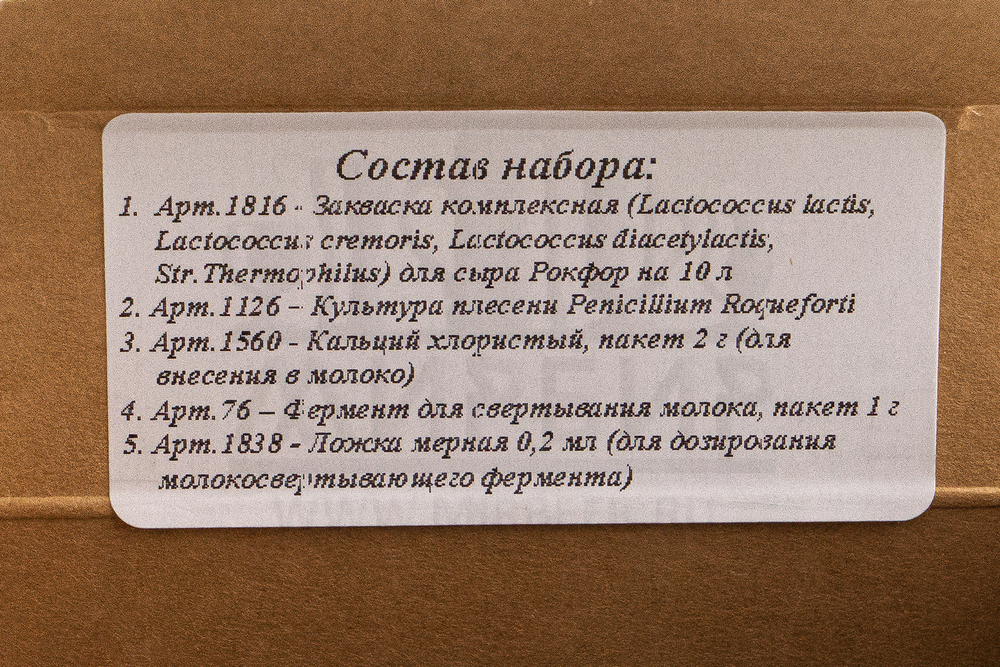 Состав набора:
1. Арт.1816 - Закваска комплексная (Lactococcus lactis,
Lactococcus cremoris, Lactococcus diacetylactis,
Str. Thermophilus) для сыра Рокфор на 10 л
2. Арт.1126 – Культура плесени Penicillium Roqueforti
3. Арт.1560 - Кальций хлористый, пакет 2 г (для
внесения в молоко)
4. Арт.76 – Фермент для свертывания молока, пакет 1 г
5. Арт.1838 - Ложка мерная 0,2 мл (для дозирования
молокосвертывающего фермента)